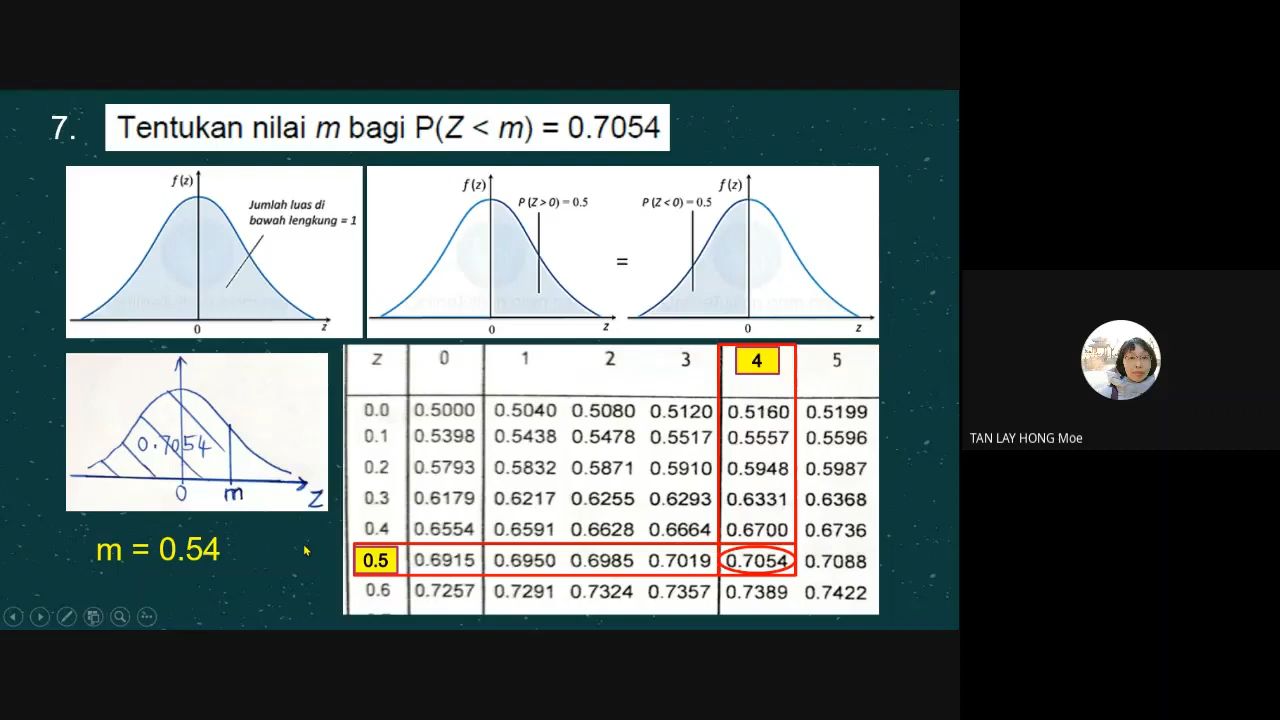 7. Tentukan nilai m bagi P(Z < m) = 0.7054
f(z)
Jumlah luas di
bawah lengkung = 1
0
z
f(z)
P (Z > 0) = 0.5
0
z
=
f(z)
P (Z < 0) = 0.5
0
z
0.7054
0 m Z
m = 0.54
z 0 1 2 3 4 5
0.0 0.5000 0.5040 0.5080 0.5120 0.5160 0.5199
0.1 0.5398 0.5438 0.5478 0.5517 0.5557 0.5596
0.2 0.5793 0.5832 0.5871 0.5910 0.5948 0.5987
0.3 0.6179 0.6217 0.6255 0.6293 0.6331 0.6368
0.4 0.6554 0.6591 0.6628 0.6664 0.6700 0.6736
0.5 0.6915 0.6950 0.6985 0.7019 0.7054 0.7088
0.6 0.7257 0.7291 0.7324 0.7357 0.7389 0.7422
TAN LAY HONG Moe